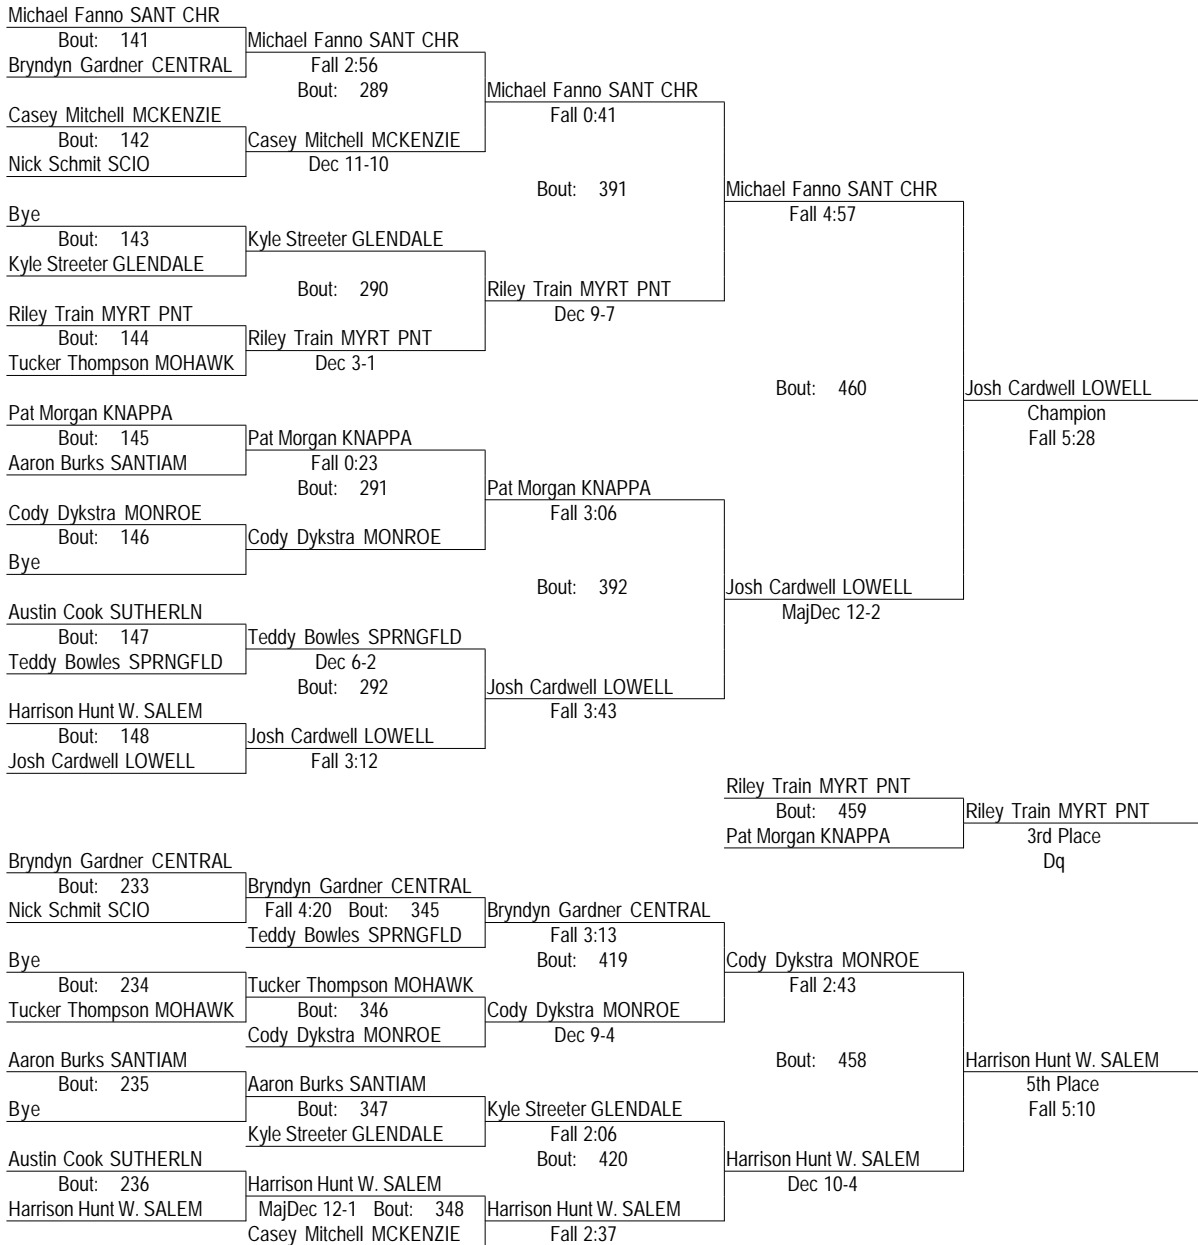 Michael Fanno SANT CHR
Bout: 141
Michael Fanno SANT CHR
Bryndyn Gardner CENTRAL
Fall 2:56
Bout: 289
Michael Fanno SANT CHR
Casey Mitchell MCKENZIE
Fall 0:41
Bout: 142
Casey Mitchell MCKENZIE
Nick Schmit SCIO
Dec 11-10
Bout: 391
Michael Fanno SANT CHR
Bye
Fall 4:57
Bout: 143
Kyle Streeter GLENDALE
Kyle Streeter GLENDALE
Bout: 290
Riley Train MYRT PNT
Riley Train MYRT PNT
Dec 9-7
Bout: 144
Riley Train MYRT PNT
Tucker Thompson MOHAWK
Dec 3-1
Bout: 460
Josh Cardwell LOWELL
Pat Morgan KNAPPA
Champion
Bout: 145
Pat Morgan KNAPPA
Fall 5:28
Aaron Burks SANTIAM
Fall 0:23
Bout: 291
Pat Morgan KNAPPA
Cody Dykstra MONROE
Fall 3:06
Bout: 146
Cody Dykstra MONROE
Bye
Bout: 392
Josh Cardwell LOWELL
Austin Cook SUTHERLN
MajDec 12-2
Bout: 147
Teddy Bowles SPRNGFLD
Teddy Bowles SPRNGFLD
Dec 6-2
Bout: 292
Josh Cardwell LOWELL
Harrison Hunt W. SALEM
Fall 3:43
Bout: 148
Josh Cardwell LOWELL
Josh Cardwell LOWELL
Fall 3:12
Riley Train MYRT PNT
Bout: 459
Riley Train MYRT PNT
Pat Morgan KNAPPA
3rd Place
Dq
Bryndyn Gardner CENTRAL
Bout: 233
Bryndyn Gardner CENTRAL
Nick Schmit SCIO
Fall 4:20 Bout: 345
Bryndyn Gardner CENTRAL
Teddy Bowles SPRNGFLD
Fall 3:13
Bye
Bout: 419
Cody Dykstra MONROE
Bout: 234
Tucker Thompson MOHAWK
Fall 2:43
Tucker Thompson MOHAWK
Bout: 346
Cody Dykstra MONROE
Cody Dykstra MONROE
Dec 9-4
Aaron Burks SANTIAM
Bout: 458
Harrison Hunt W. SALEM
Bout: 235
Aaron Burks SANTIAM
5th Place
Bye
Bout: 347
Kyle Streeter GLENDALE
Fall 5:10
Kyle Streeter GLENDALE
Fall 2:06
Austin Cook SUTHERLN
Bout: 420
Harrison Hunt W. SALEM
Bout: 236
Harrison Hunt W. SALEM
Dec 10-4
Harrison Hunt W. SALEM
MajDec 12-1 Bout: 348
Harrison Hunt W. SALEM
Casey Mitchell MCKENZIE
Fall 2:37